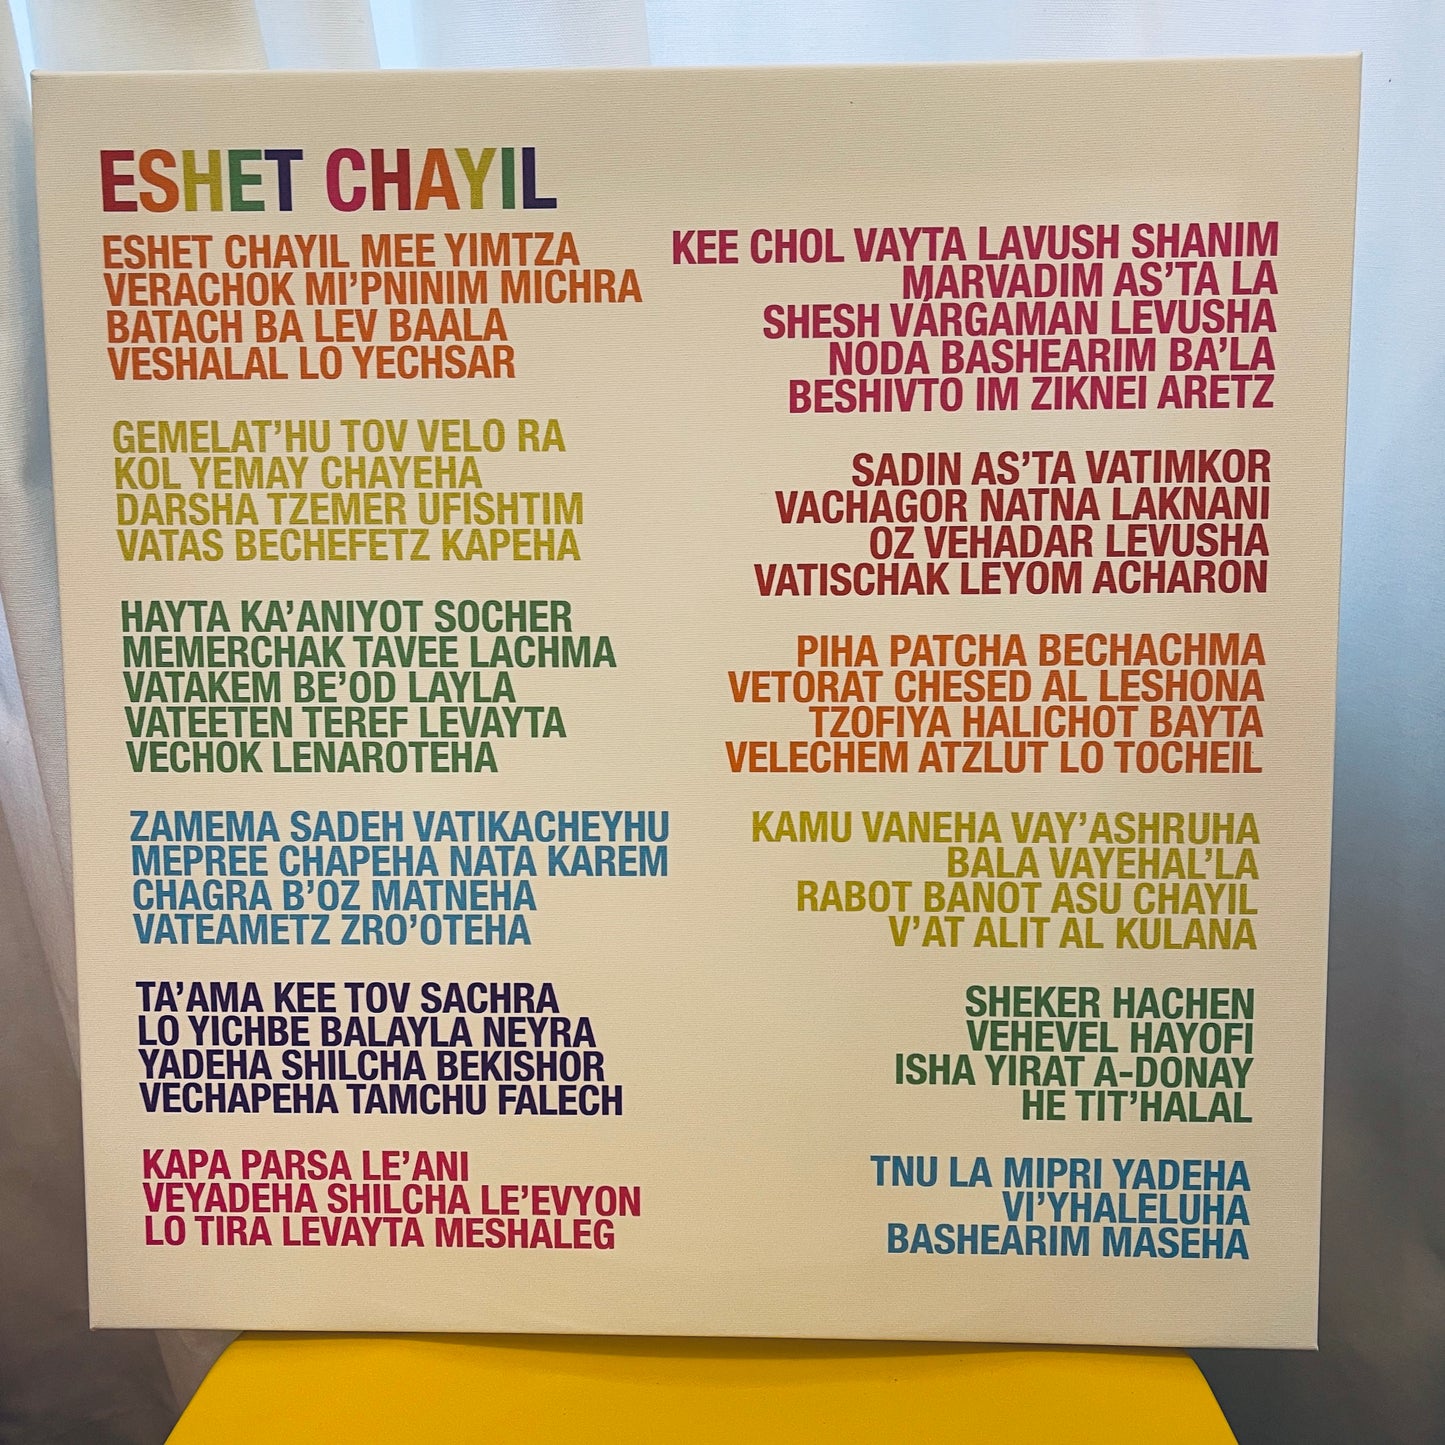 ESHET CHAYIL
ESHET CHAYIL MEE YIMTZA
VERACHOK MI'PNINIM MICHRA
BATACH BA LEV BAALA
VESHALAL LO YECHSAR
GEMELAT'HU TOV VELO RA
KOL YEMAY CHAYEHA
DARSHA TZEMER UFISHTIM
VATAS BECHEFETZ KAPEHA
HAYTA KA'ANIYOT SOCHER
MEMERCHAK TAVEE LACHMA
VATAKEM BE'OD LAYLA
VATEETEN TEREF LEVAYTA
VECHOK LENAROTEHA
ZAMEMA SADEH VATIKACHEYHU
MEPREE CHAPEHA NATA KAREM
CHAGRA B'OZ MATNEHA
VATEAMETZ ZRO'OTEHA
TA'AMA KEE TOV SACHRA
LO YICHBE BALAYLA NEYRA
YADEHA SHILCHA BEKISHOR
VECHAPEHA TAMCHU FALECH
KAPA PARSA LE'ANI
VEYADEHA SHILCHA LE'EVYON
LO TIRA LEVAYTA MESHALEG
KEE CHOL VAYTA LAVUSH SHANIM
MARVADIM AS'TA LA
SHESH VÁRGAMAN LEVUSHA
NODA BASHEARIM BA'LA
BESHIVTO IM ZIKNEI ARETZ
SADIN AS'TA VATIMKOR
VACHAGOR NATNA LAKNANI
OZ VEHADAR LEVUSHA
VATISCHAK LEYOM ACHARON
PIHA PATCHA BECHACHMA
VETORAT CHESED AL LESHONA
TZOFIYA HALICHOT BAYTA
VELECHEM ATZLUT LO TOCHEIL
KAMU VANEHA VAY'ASHRUHA
BALA VAYEHAL'LA
RABOT BANOT ASU CHAYIL
V'AT ALIT AL KULANA
SHEKER HACHEN
VEHEVEL HAYOFI
ISHA YIRAT A-DONAY
HE TIT'HALAL
TNU LA MIPRI YADEHA
VI'YHALELUHA
BASHEARIM MASEHA